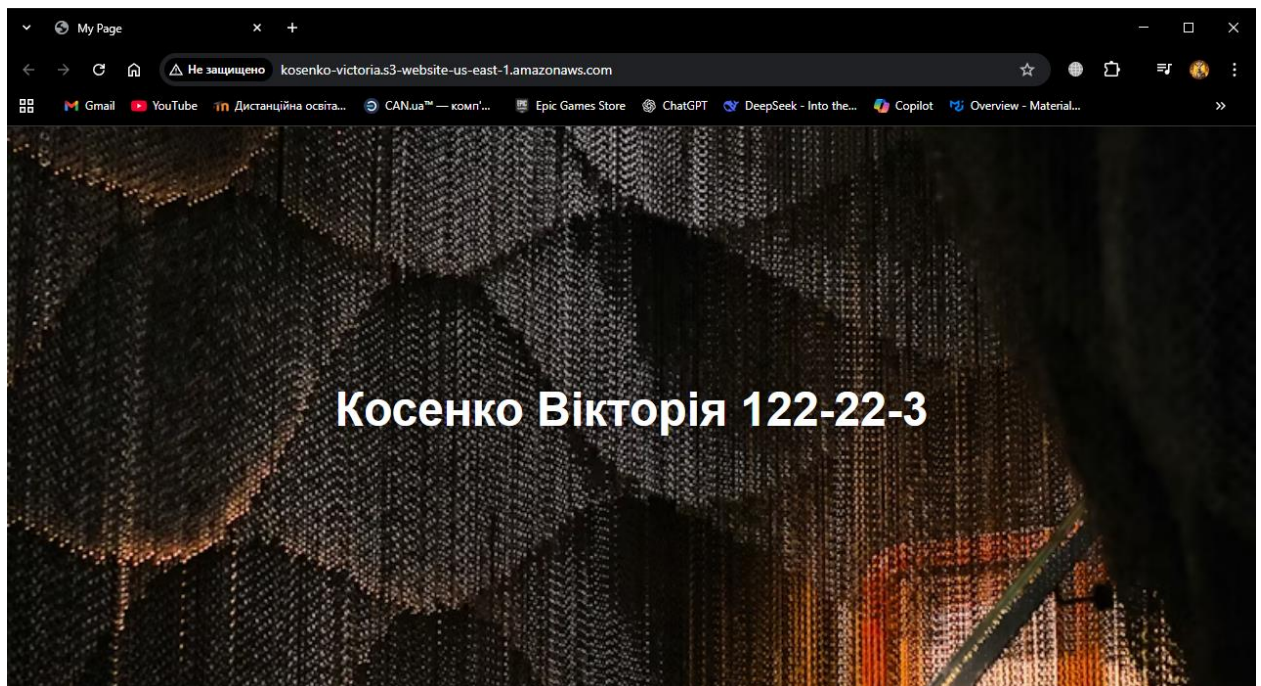 My Page
Не защищено kosenko-victoria.s3-website-us-east-1.amazonaws.com
Gmail YouTube Дистанційна освіта... CAN.ua™ — комп'... Epic Games Store ChatGPT DeepSeek - Into the... Copilot Overview - Material...
Косенко Вікторія 122-22-3